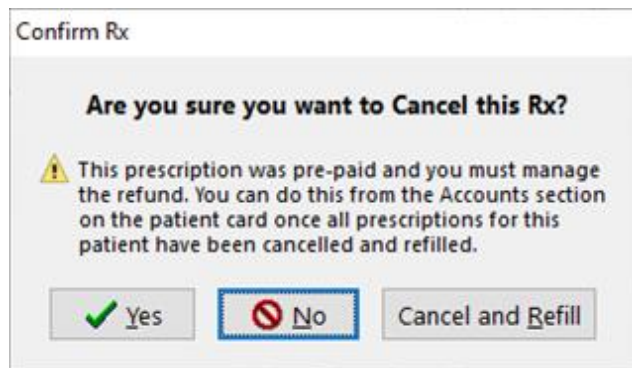 Confirm Rx
Are you sure you want to Cancel this Rx?
This prescription was pre-paid and you must manage
the refund. You can do this from the Accounts section
on the patient card once all prescriptions for this
patient have been cancelled and refilled.
Yes
No
Cancel and Refill